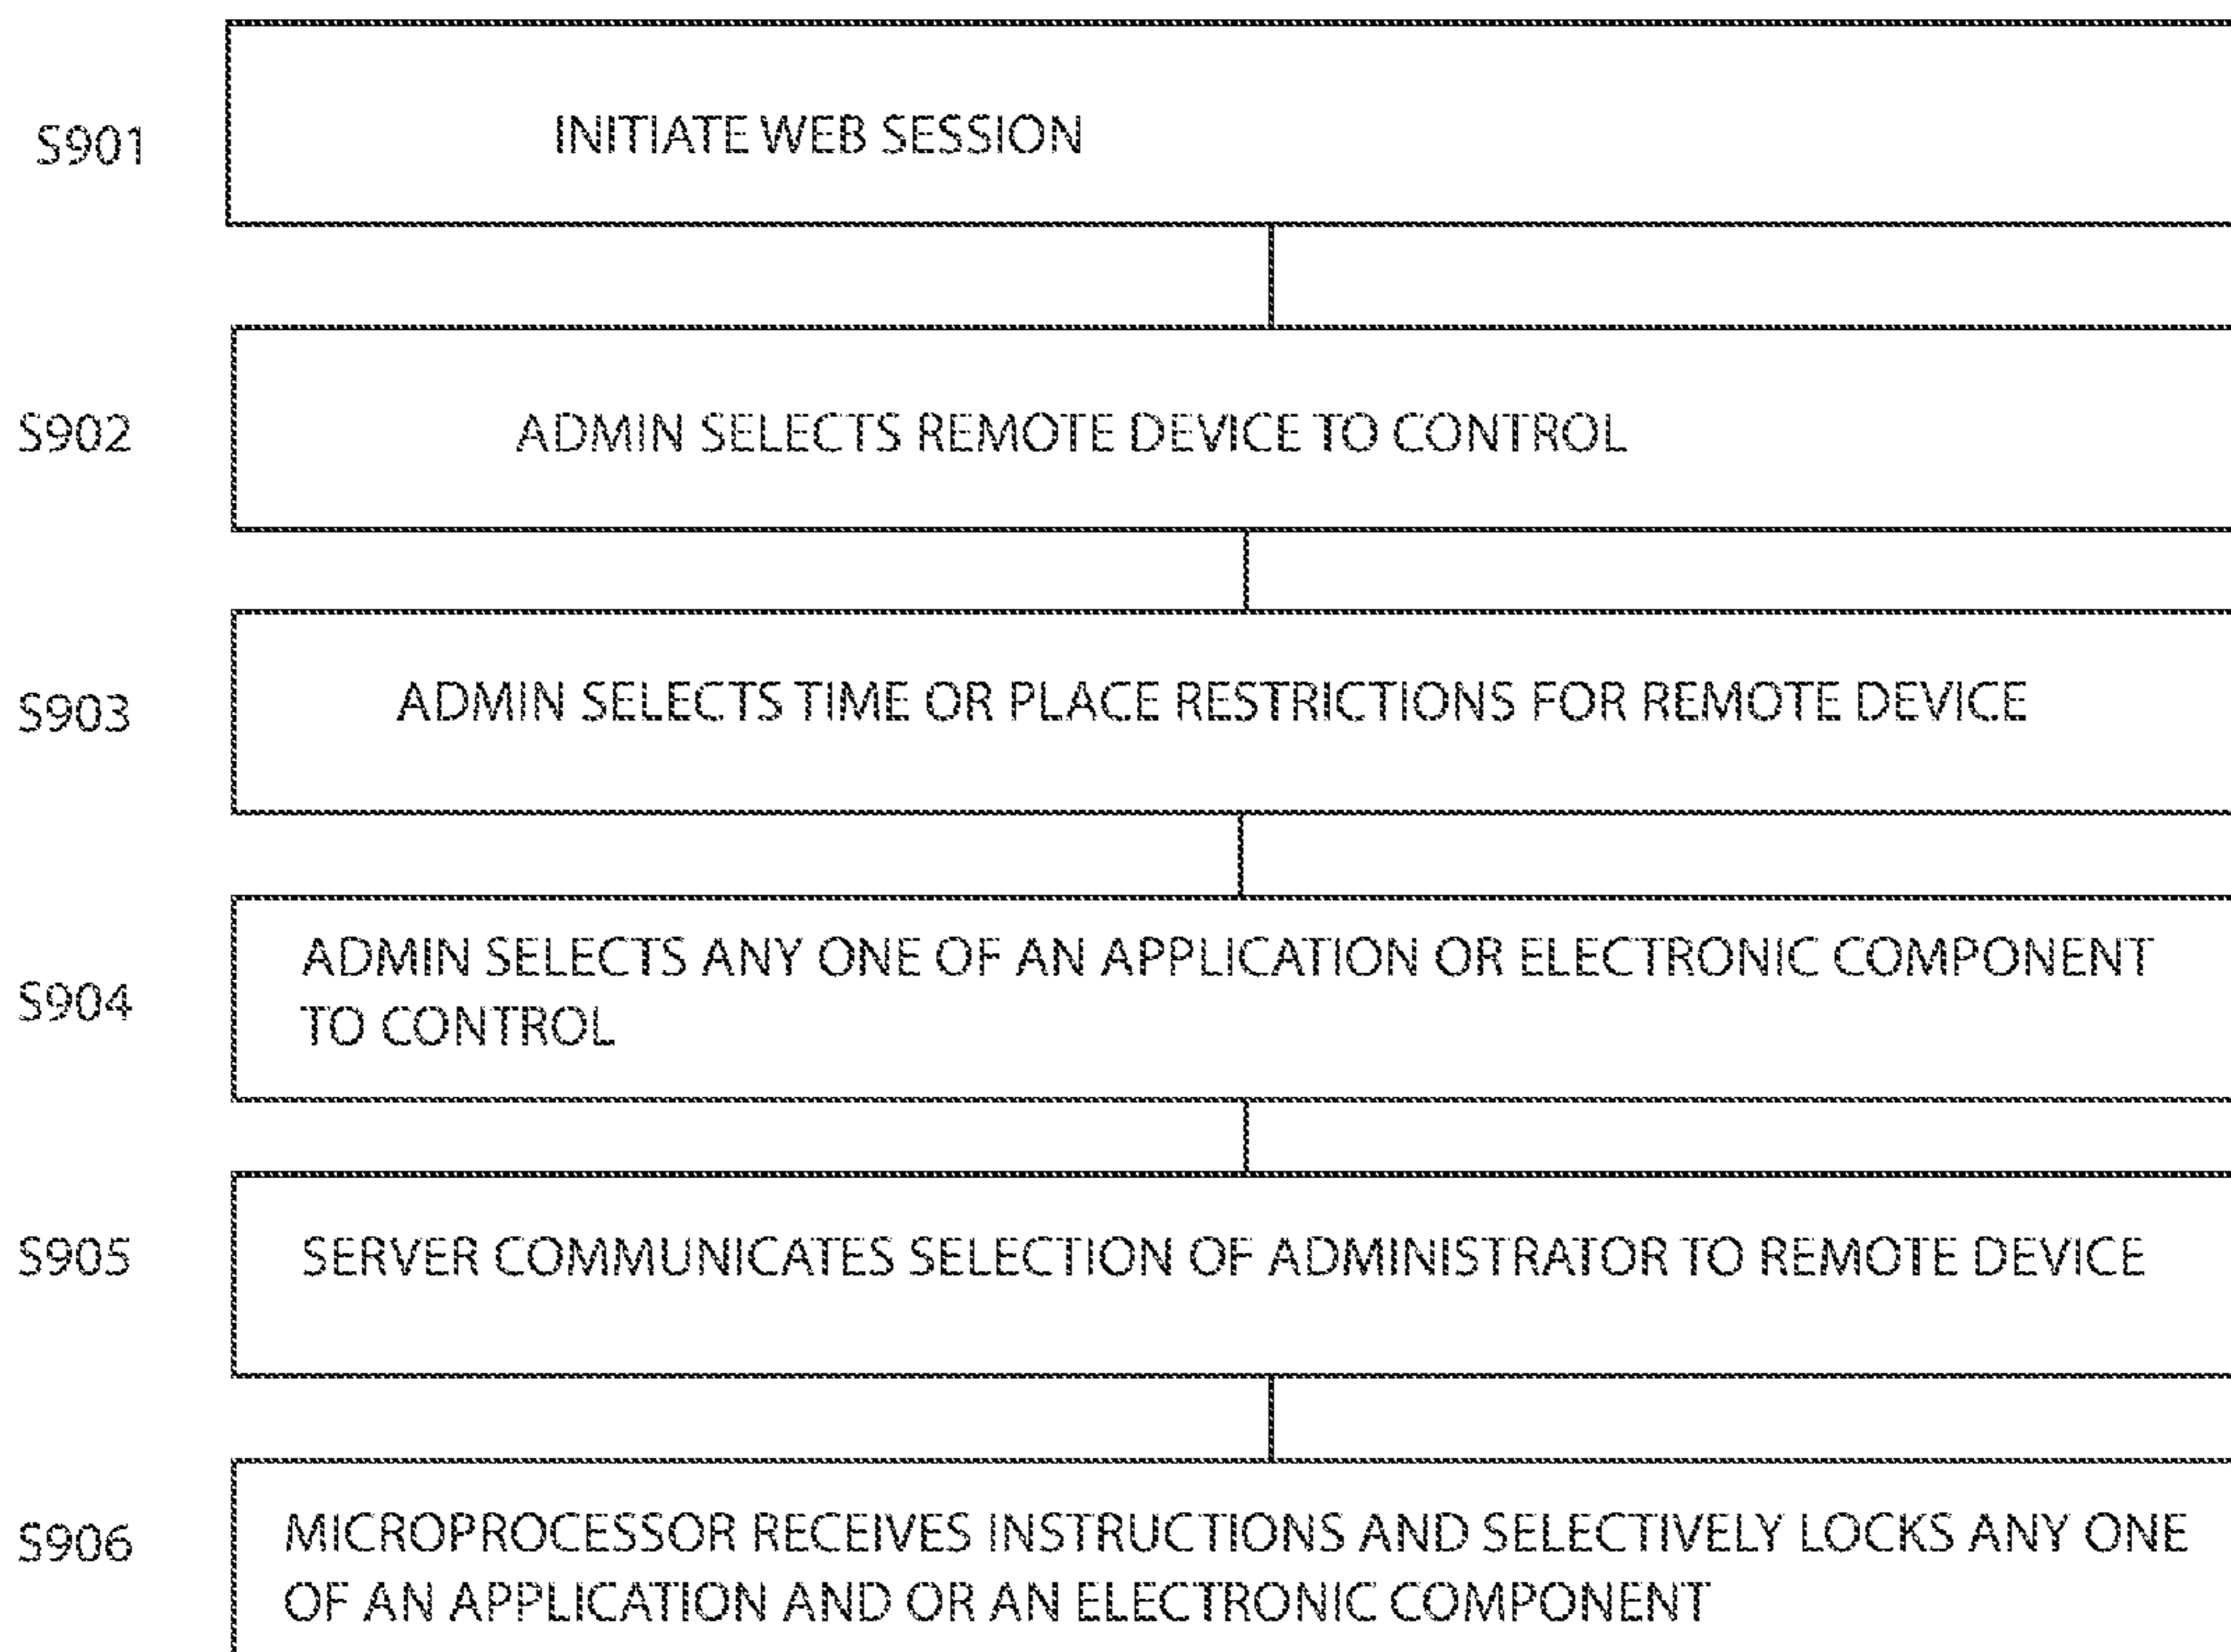 S901
INITIATE WEB SESSION
S902
ADMIN SELECTS REMOTE DEVICE TO CONTROL
S903
ADMIN SELECTS TIME OR PLACE RESTRICTIONS FOR REMOTE DEVICE
S904
ADMIN SELECTS ANY ONE OF AN APPLICATION OR ELECTRONIC COMPONENT
TO CONTROL
S905
SERVER COMMUNICATES SELECTION OF ADMINISTRATOR TO REMOTE DEVICE
S906
MICROPROCESSOR RECEIVES INSTRUCTIONS AND SELECTIVELY LOCKS ANY ONE
OF AN APPLICATION AND OR AN ELECTRONIC COMPONENT